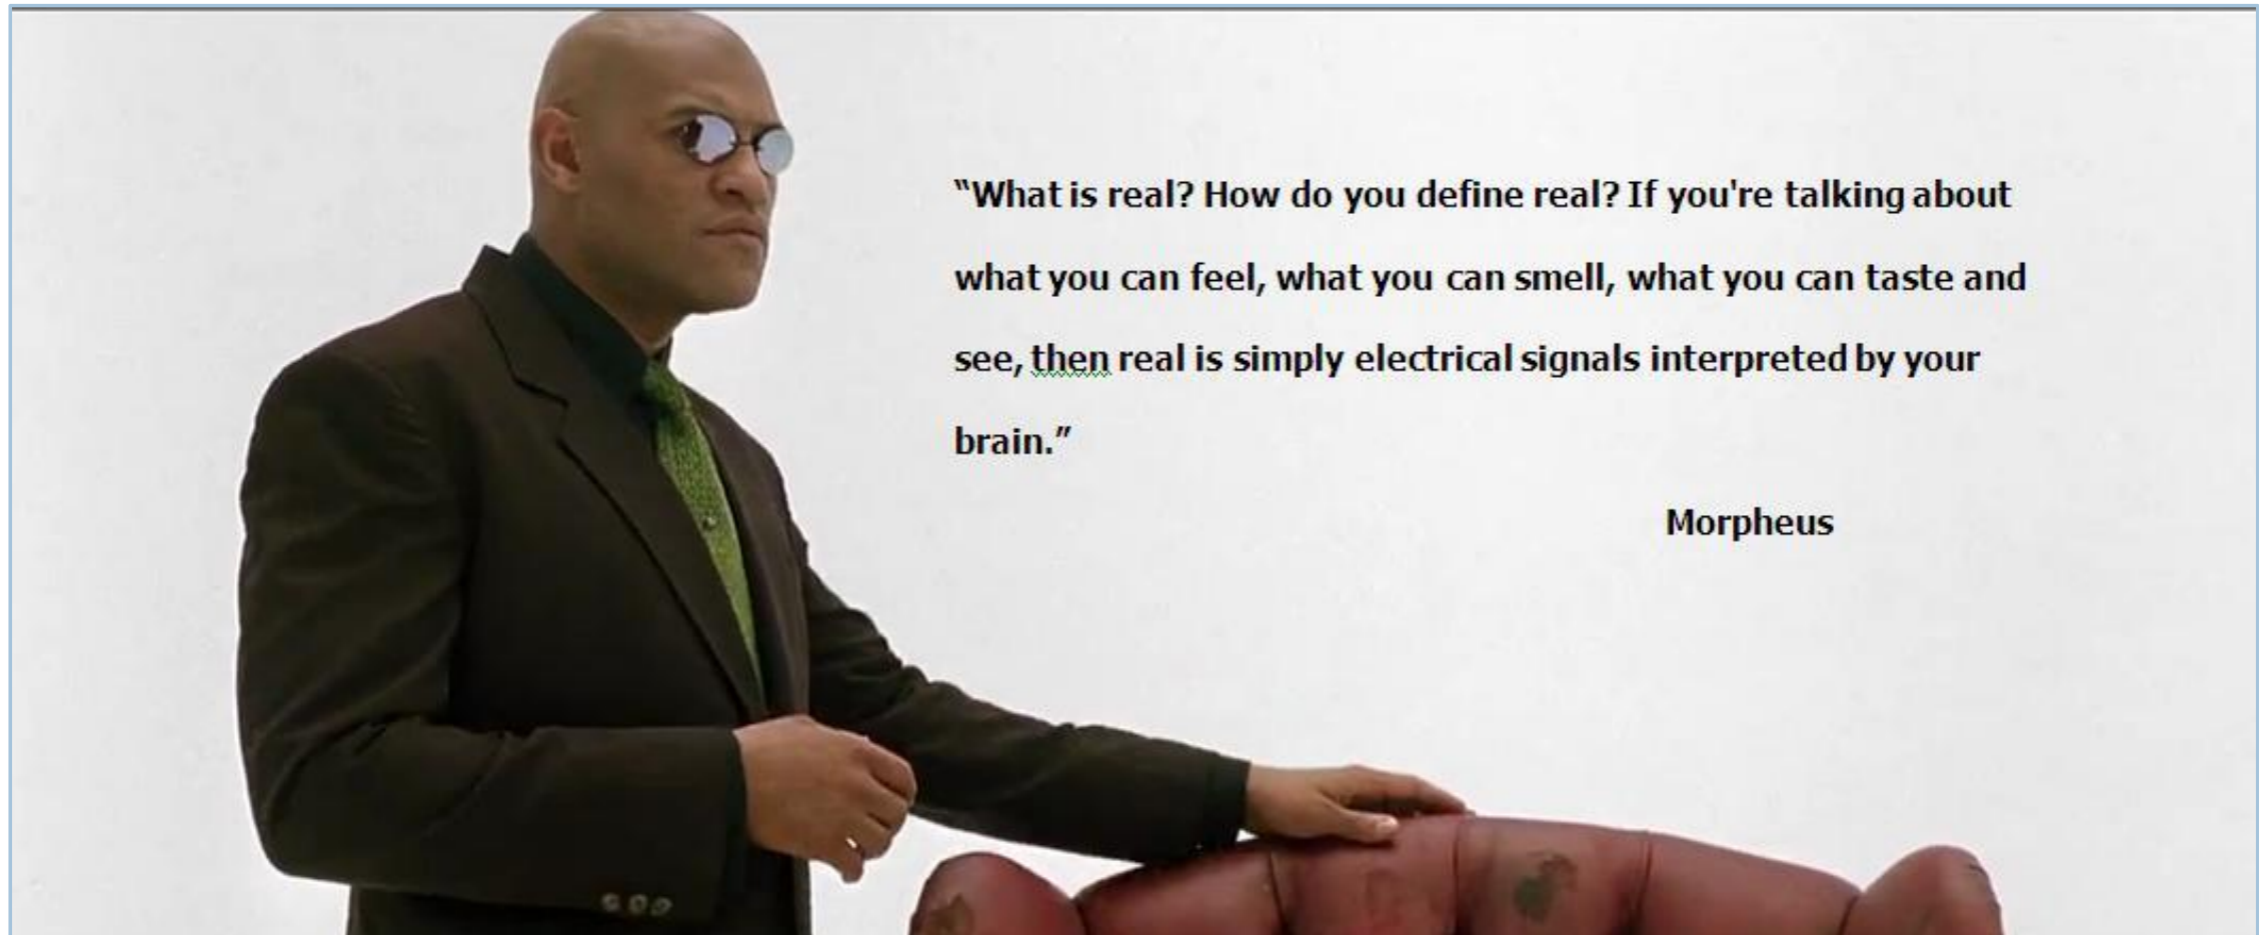 “What is real? How do you define real? If you're talking about
what you can feel, what you can smell, what you can taste and
see, then real is simply electrical signals interpreted by your
brain.”
Morpheus